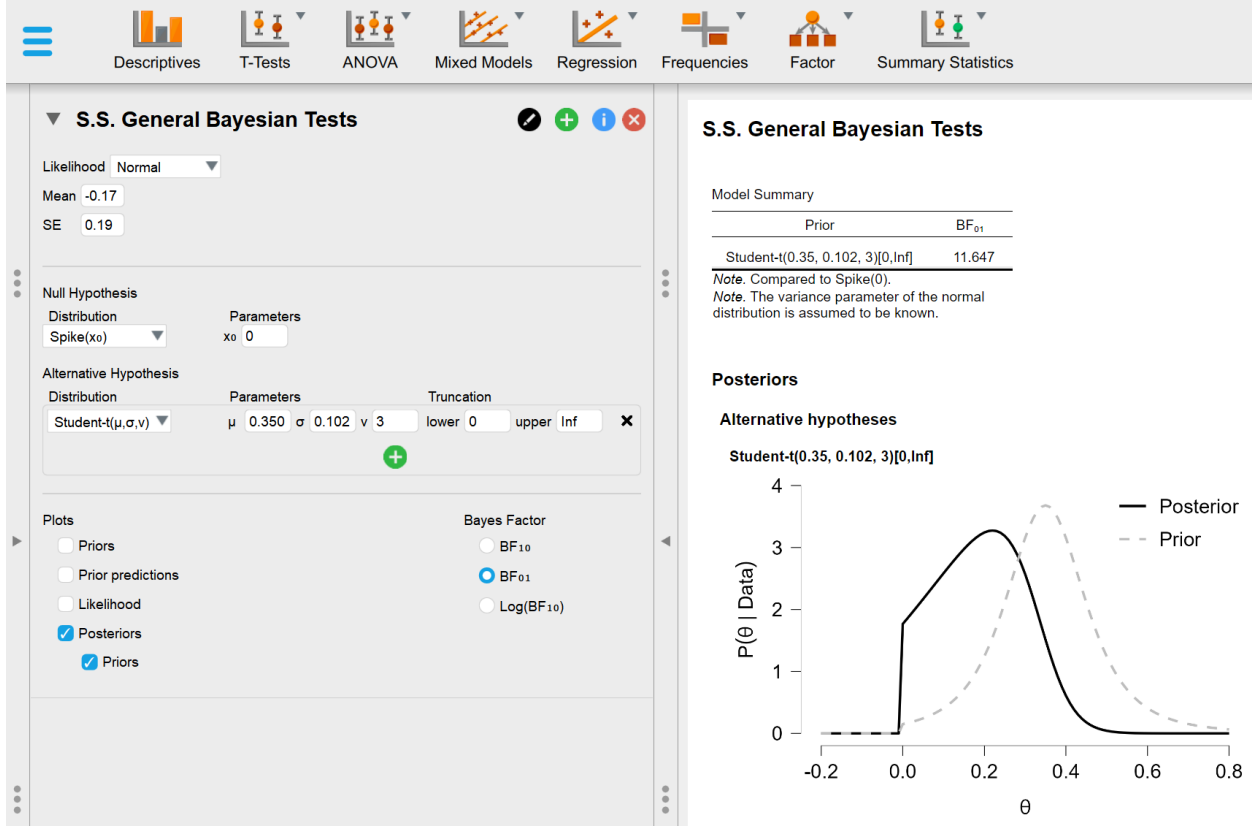 Descriptives T-Tests ANOVA Mixed Models Regression Frequencies Factor Summary Statistics
S.S. General Bayesian Tests
Likelihood Normal
Mean -0.17
SE 0.19
Null Hypothesis
Distribution Parameters
Spike(x₀) x₀ 0
Alternative Hypothesis
Distribution Parameters Truncation
Student-t(μ,σ,v) μ 0.350 σ 0.102 v 3 lower 0 upper Inf
Plots Bayes Factor
Priors BF₁₀
Prior predictions BF₀₁
Likelihood Log(BF₁₀)
Posteriors
Priors
S.S. General Bayesian Tests
Model Summary
Prior BF₀₁
Student-t(0.35, 0.102, 3)[0,Inf] 11.647
Note. Compared to Spike(0).
Note. The variance parameter of the normal
distribution is assumed to be known.
Posteriors
Alternative hypotheses
Student-t(0.35, 0.102, 3)[0,Inf]
P(θ | Data)
4
3
2
1
0
Posterior
Prior
-0.2 0.0 0.2 0.4 0.6 0.8
θ